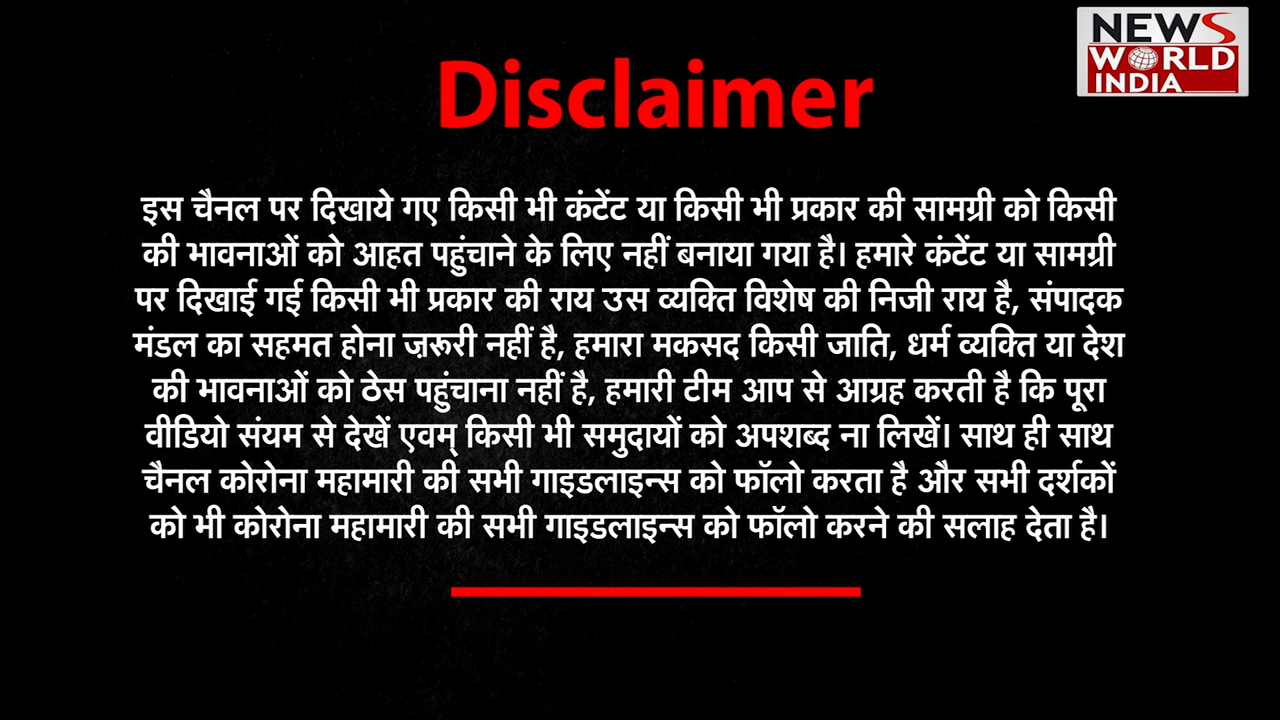 NEWS
WORLD
INDIA
Disclaimer
इस चैनल पर दिखाये गए किसी भी कंटेंट या किसी भी प्रकार की सामग्री को किसी
की भावनाओं को आहत पहुंचाने के लिए नहीं बनाया गया है। हमारे कंटेंट या सामग्री
पर दिखाई गई किसी भी प्रकार की राय उस व्यक्ति विशेष की निजी राय है, संपादक
मंडल का सहमत होना ज़रूरी नहीं है, हमारा मकसद किसी जाति, धर्म व्यक्ति या देश
की भावनाओं को ठेस पहुंचाना नहीं है, हमारी टीम आप से आग्रह करती है कि पूरा
वीडियो संयम से देखें एवम् किसी भी समुदायों को अपशब्द ना लिखें। साथ ही साथ
चैनल कोरोना महामारी की सभी गाइडलाइन्स को फॉलो करता है और सभी दर्शकों
को भी कोरोना महामारी की सभी गाइडलाइन्स को फॉलो करने की सलाह देता है।